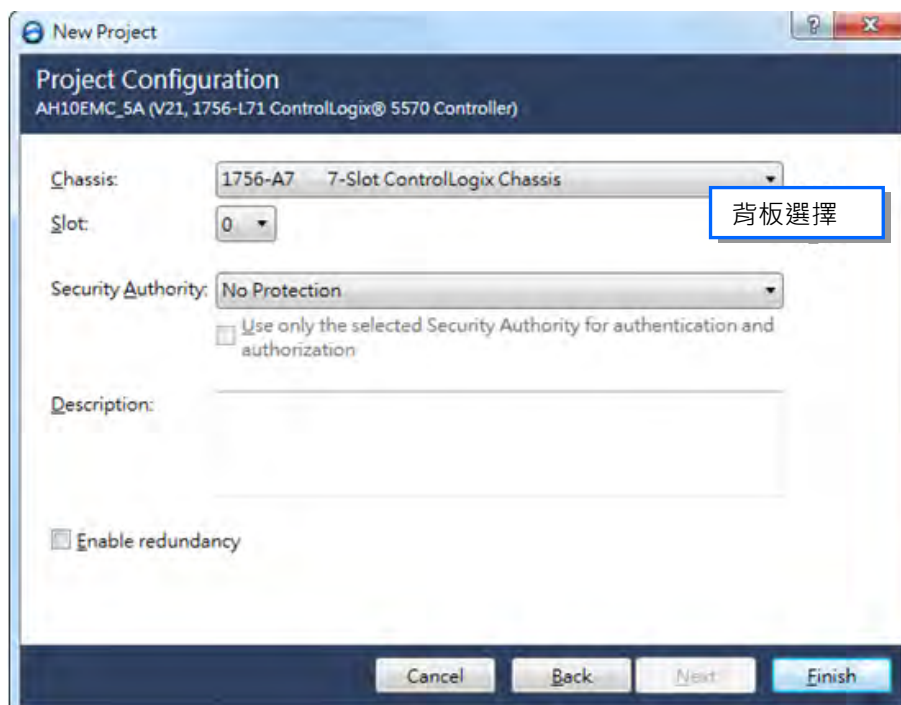 New Project
Project Configuration
AH10EMC_5A (V21, 1756-L71 ControlLogix® 5570 Controller)
Chassis: 1756-A7 7-Slot ControlLogix Chassis
背板選擇
Slot: 0
Security Authority: No Protection
Use only the selected Security Authority for authentication and
authorization
Description:
Enable redundancy
Cancel Back Next Finish